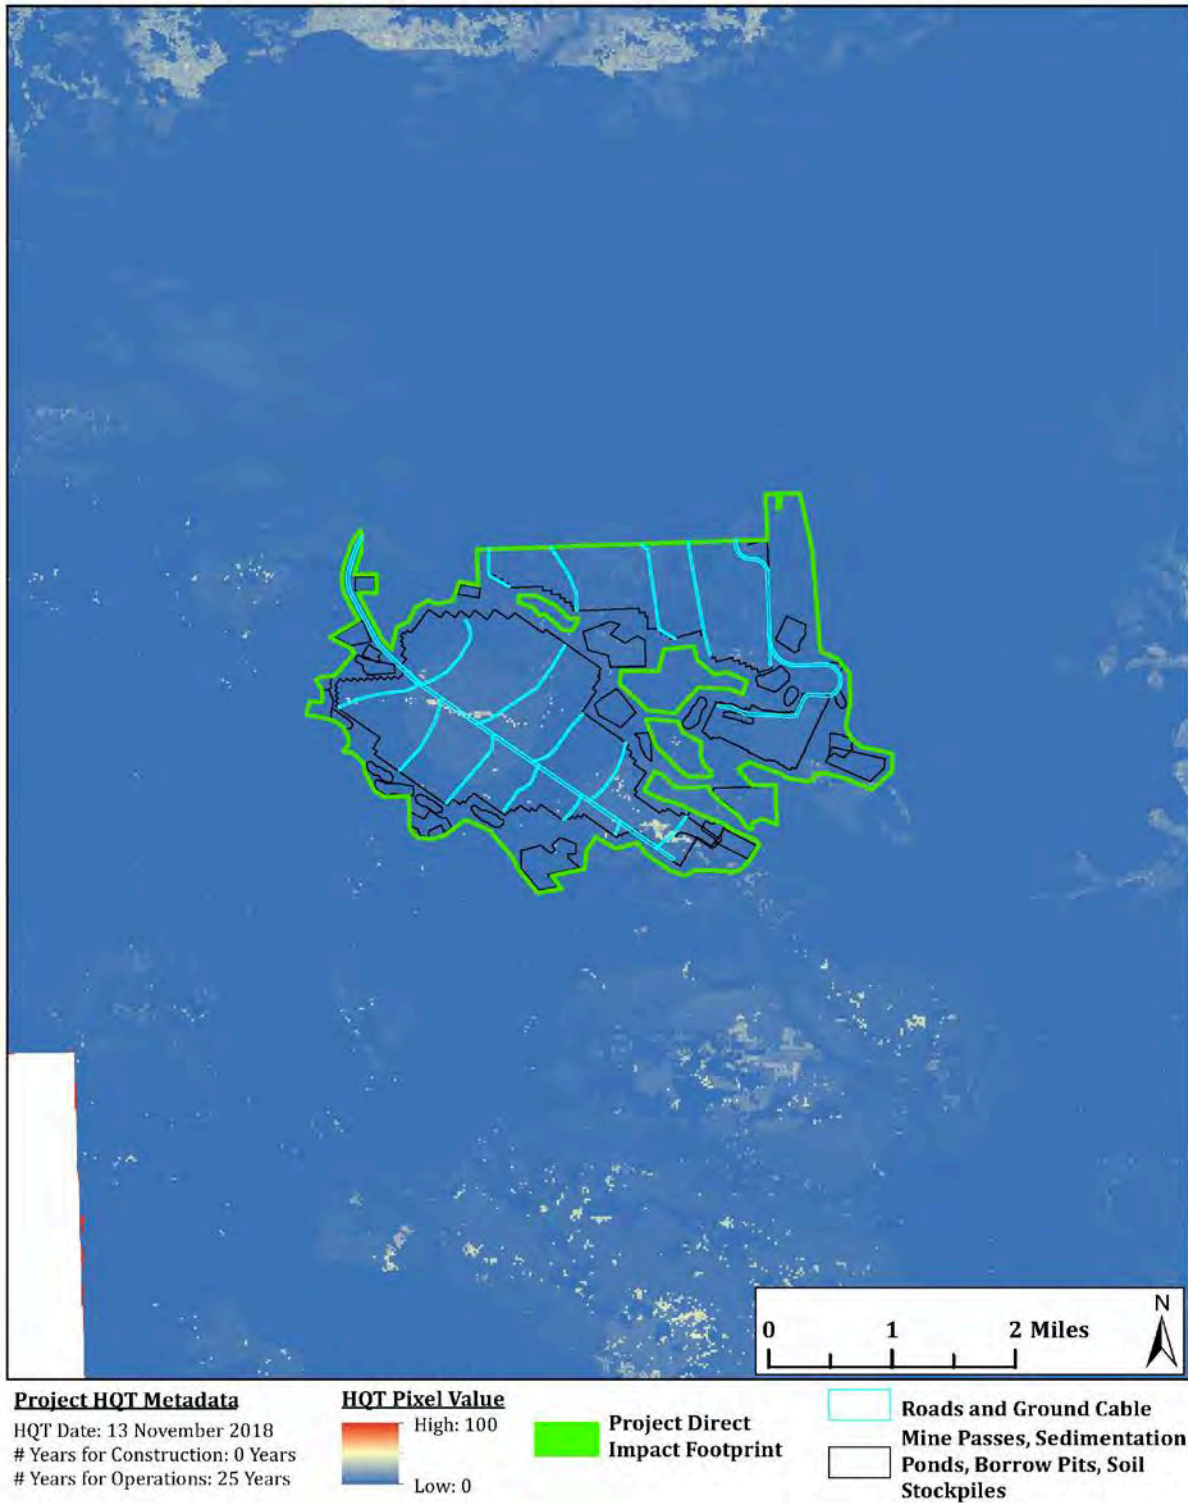 0 1 2 Miles
N
Project HQT Metadata
HQT Date: 13 November 2018
# Years for Construction: 0 Years
# Years for Operations: 25 Years
HQT Pixel Value
High: 100
Low: 0
Project Direct
Impact Footprint
Roads and Ground Cable
Mine Passes, Sedimentation
Ponds, Borrow Pits, Soil
Stockpiles